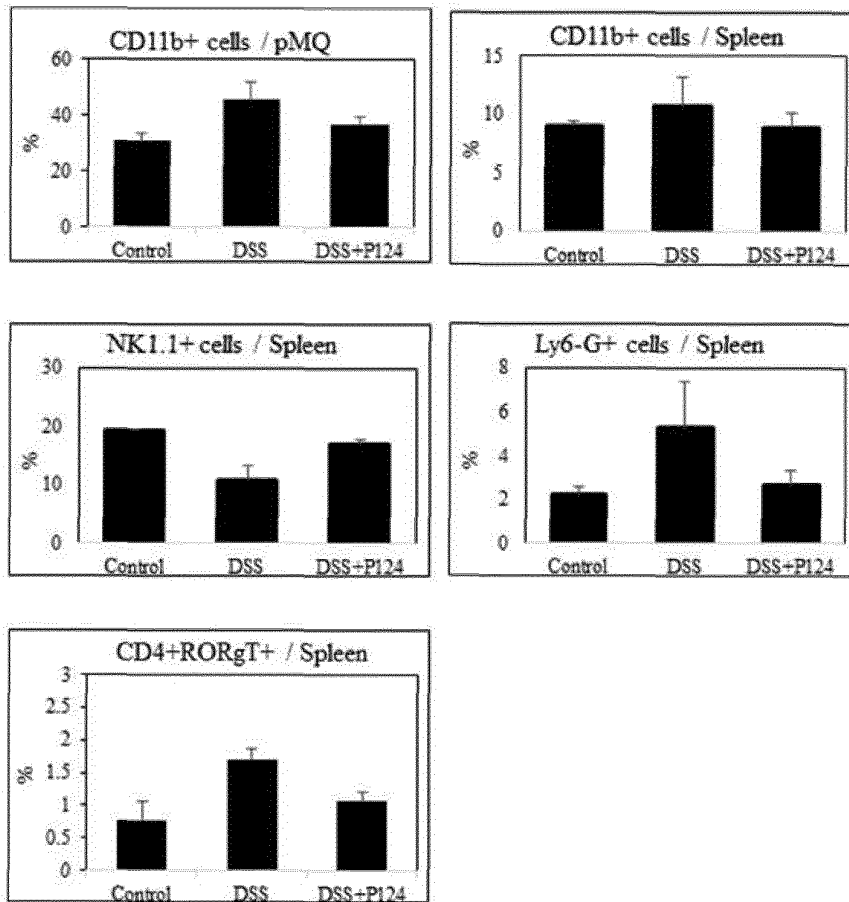 CD11b+ cells / pMQ
60
40
20
0
%
Control DSS DSS+P124
CD11b+ cells / Spleen
15
10
5
0
%
Control DSS DSS+P124
NK1.1+ cells / Spleen
30
20
10
0
%
Control DSS DSS+P124
Ly6-G+ cells / Spleen
8
6
4
2
0
%
Control DSS DSS+P124
CD4+RORgT+ / Spleen
3
2.5
2
1.5
1
0.5
0
%
Control DSS DSS+P124